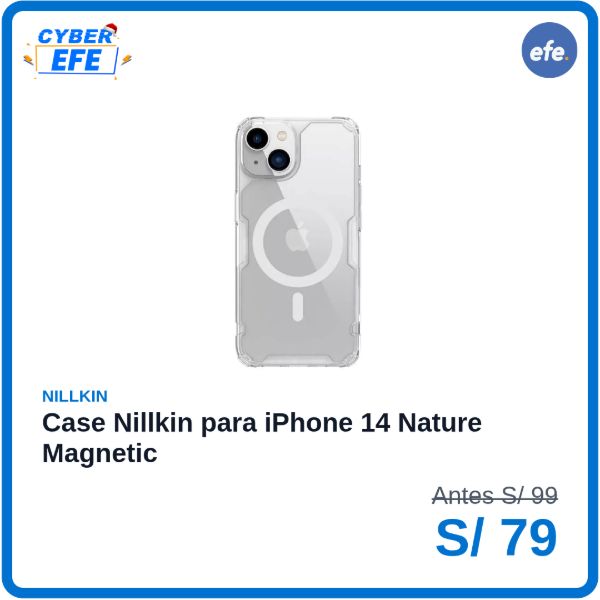 CYBER
EFE
efe.
NILLKIN
Case Nillkin para iPhone 14 Nature
Magnetic
Antes S/ 99
S/ 79